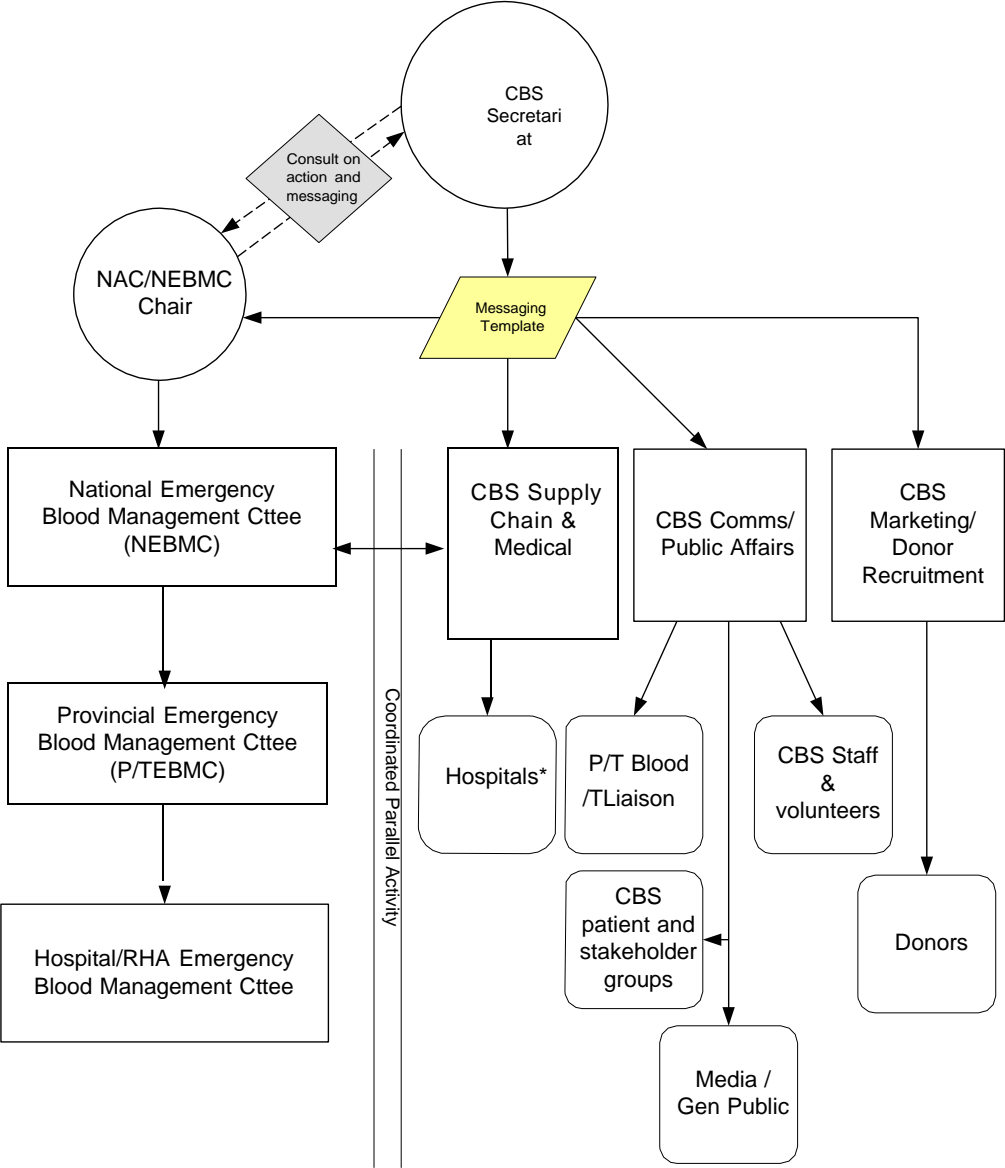 CBS
Secretari
at
Consult on
action and
messaging
NAC/NEBMC
Chair
Messaging
Template
National Emergency
Blood Management Cttee
(NEBMC)
CBS Supply
Chain &
Medical
CBS Comms/
Public Affairs
CBS
Marketing/
Donor
Recruitment
Provincial Emergency
Blood Management Cttee
(P/TEBMC)
Coordinated Parallel Activity
Hospitals*
P/T Blood
/TLiaison
CBS Staff
&
volunteers
CBS
patient and
stakeholder
groups
Donors
Hospital/RHA Emergency
Blood Management Cttee
Media /
Gen Public